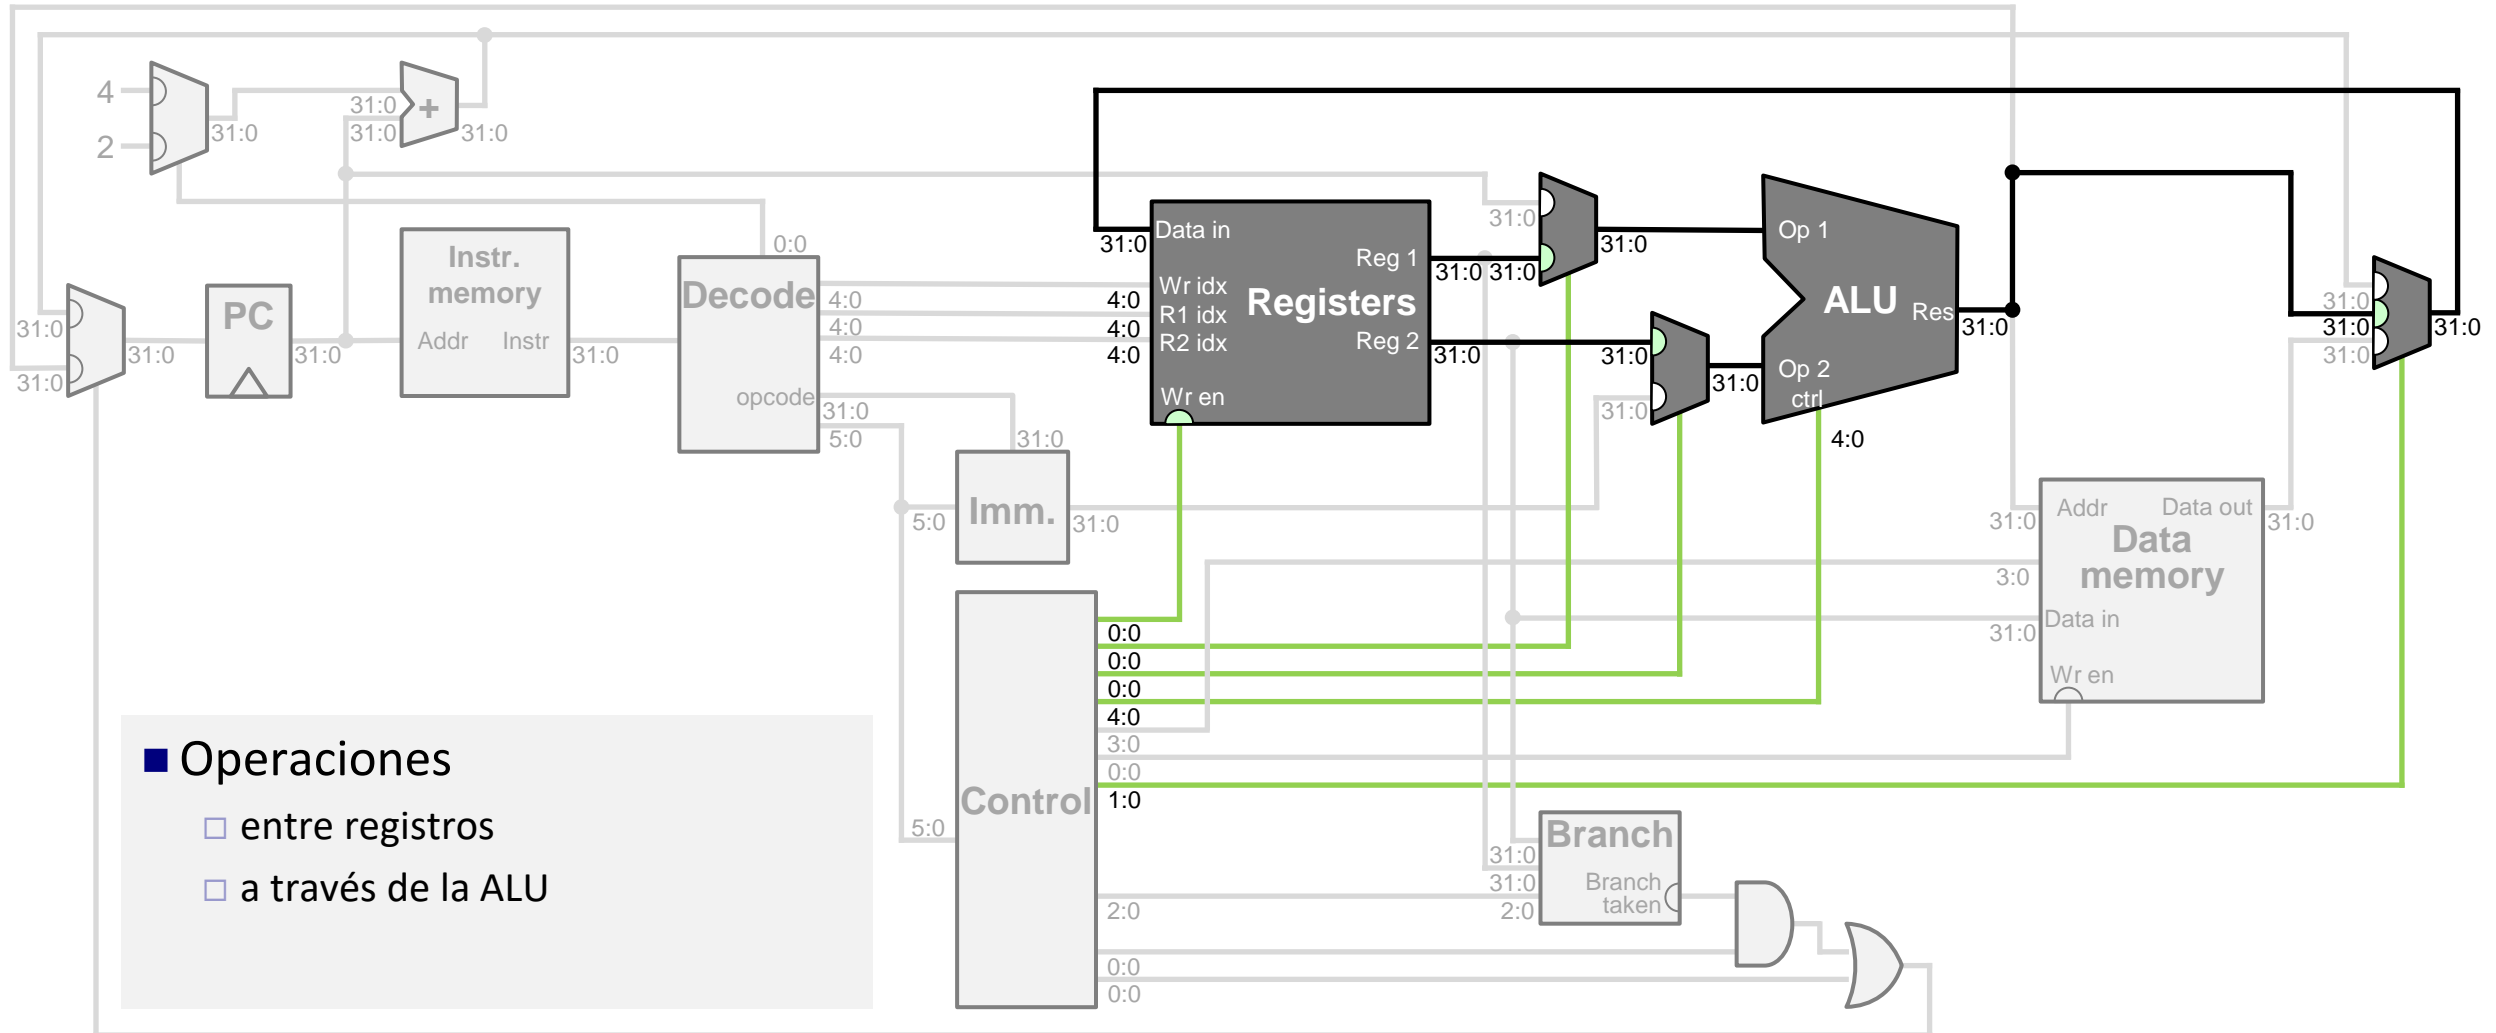 4
31:0
+
31:0
2
31:0
31:0
0:0
31:0
Instr.
memory
Addr
Instr
31:0
PC
31:0
31:0
31:0
31:0
Decode
4:0
4:0
4:0
opcode
31:0
5:0
31:0
Data in
Wr idx
R1 idx
R2 idx
Wr en
Registers
Reg 1
Reg 2
4:0
4:0
4:0
31:0
31:0
31:0
31:0
31:0
31:0
31:0
31:0
Op 1
ALU
Res
Op 2
ctrl
31:0
4:0
31:0
31:0
31:0
31:0
31:0
5:0
Imm.
31:0
31:0
Addr
Data out
31:0
Data
memory
3:0
Data in
31:0
Wr en
0:0
0:0
0:0
4:0
3:0
0:0
1:0
Control
5:0
2:0
0:0
0:0
Branch
31:0
31:0
2:0
Branch
taken
Operaciones
entre registros
a través de la ALU